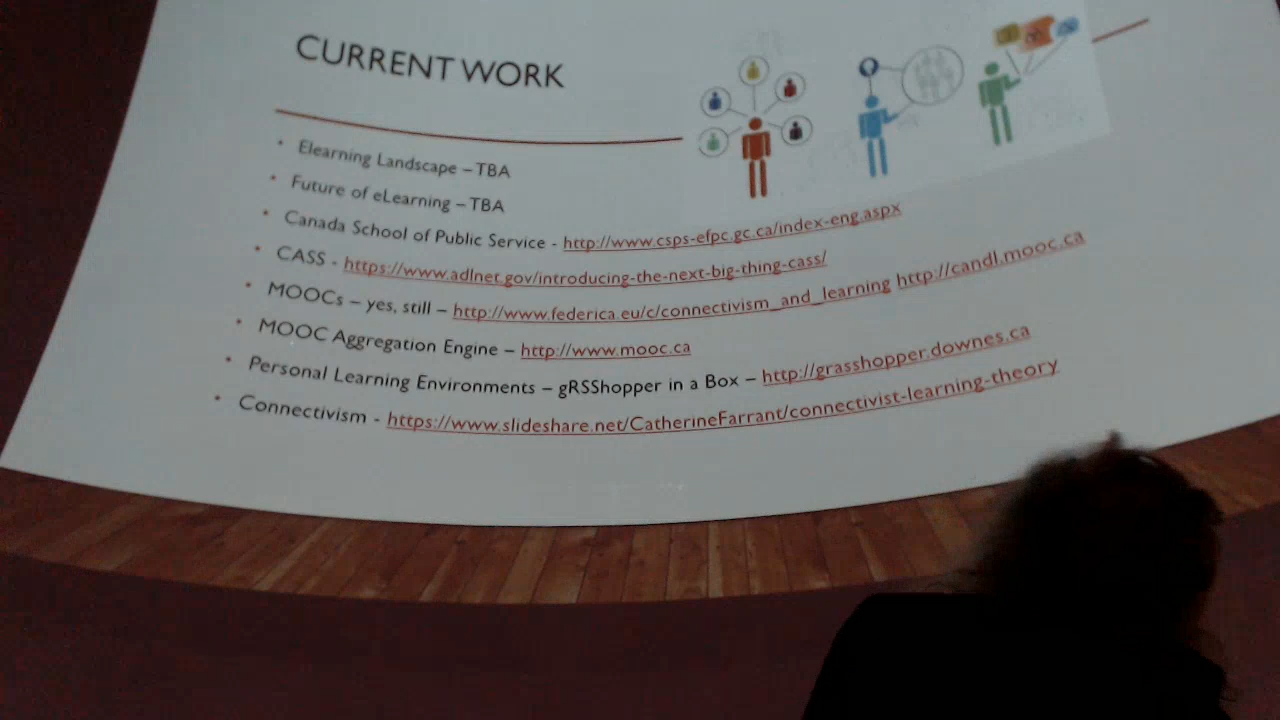 CURRENT WORK
• Elearning Landscape – TBA
• Future of eLearning – TBA
• Canada School of Public Service - http://www.csps-efpc.gc.ca/index-eng.aspx
• CASS - https://www.adlnet.gov/introducing-the-next-big-thing-cass/
• MOOCs – yes, still – http://www.federica.eu/c/connectivism_and_learning http://candl.mooc.ca
• MOOC Aggregation Engine – http://www.mooc.ca
• Personal Learning Environments – gRSShopper in a Box – http://grasshopper.downes.ca
• Connectivism - https://www.slideshare.net/CatherineFarrant/connectivist-learning-theory